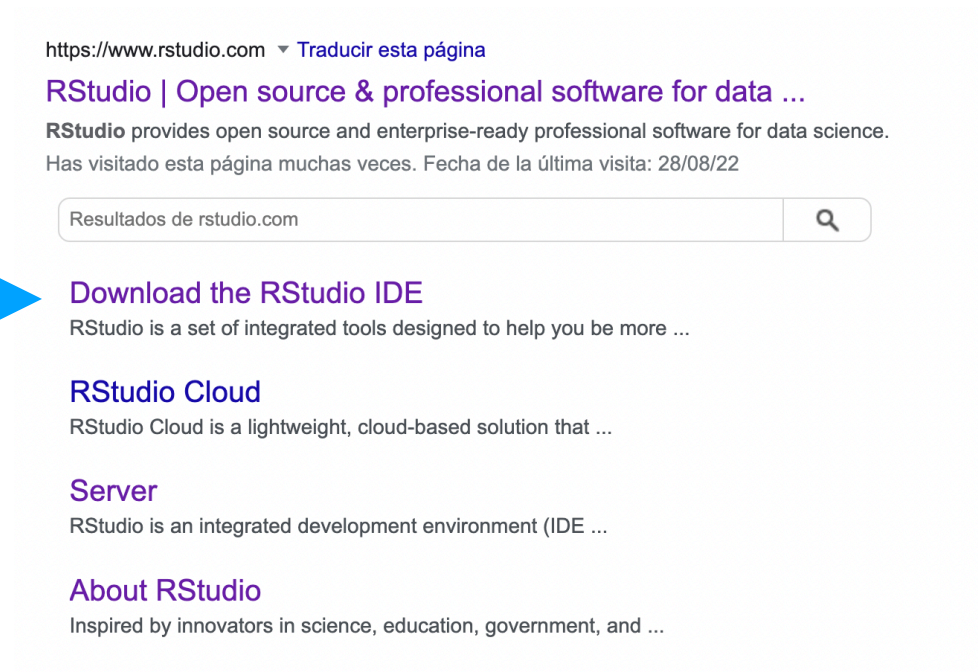 https://www.rstudio.com ▼ Traducir esta página
RStudio | Open source & professional software for data ...
RStudio provides open source and enterprise-ready professional software for data science.
Has visitado esta página muchas veces. Fecha de la última visita: 28/08/22
Resultados de rstudio.com
Download the RStudio IDE
RStudio is a set of integrated tools designed to help you be more ...
RStudio Cloud
RStudio Cloud is a lightweight, cloud-based solution that ...
Server
RStudio is an integrated development environment (IDE ...
About RStudio
Inspired by innovators in science, education, government, and ...